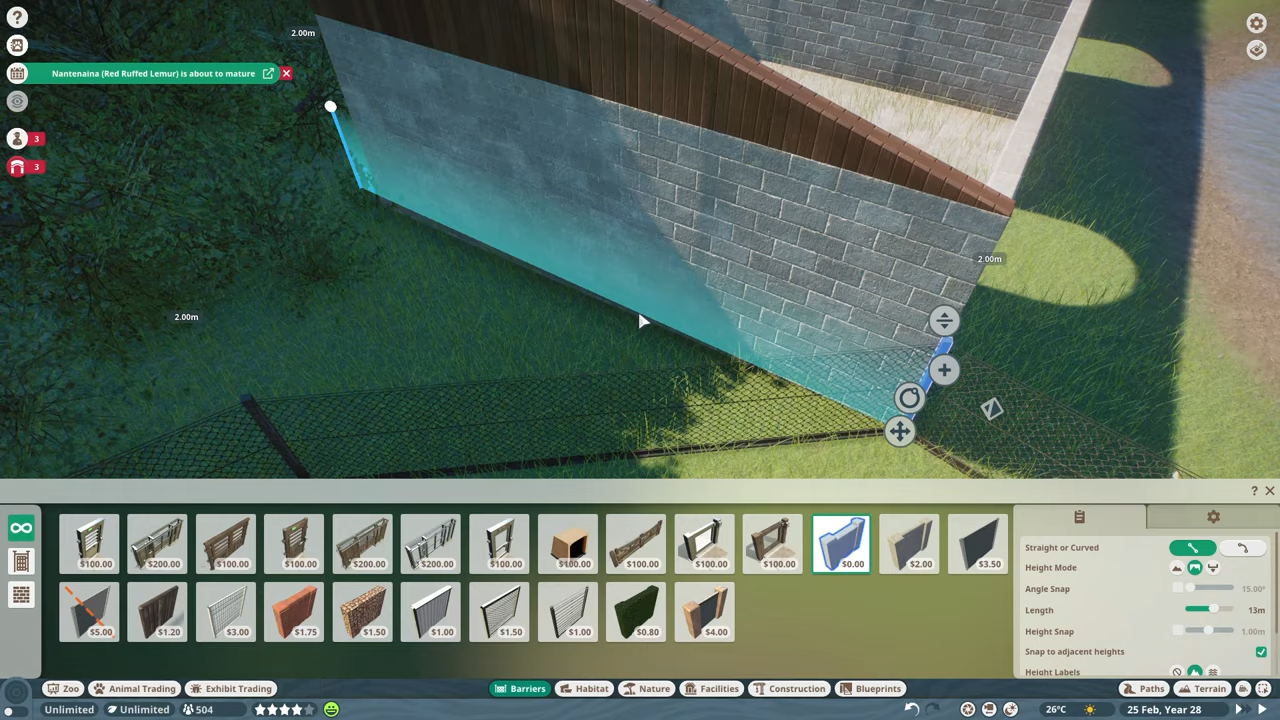 2.00m
Nantenaina (Red Ruffed Lemur) is about to mature
3
3
2.00m
2.00m
?
?
$100.00
$200.00
$100.00
$100.00
$200.00
$200.00
$100.00
$100.00
$100.00
$100.00
$100.00
$0.00
$2.00
$3.50
$5.00
$1.20
$3.00
$1.75
$1.50
$1.00
$1.50
$1.00
$0.80
$4.00
Straight or Curved
Height Mode
Angle Snap 15.00°
Length 13m
Height Snap 1.00m
Snap to adjacent heights
Height Labels
Zoo
Animal Trading
Exhibit Trading
Barriers
Habitat
Nature
Facilities
Construction
Blueprints
Paths
Terrain
Unlimited
Unlimited
504
26°C
25 Feb, Year 28